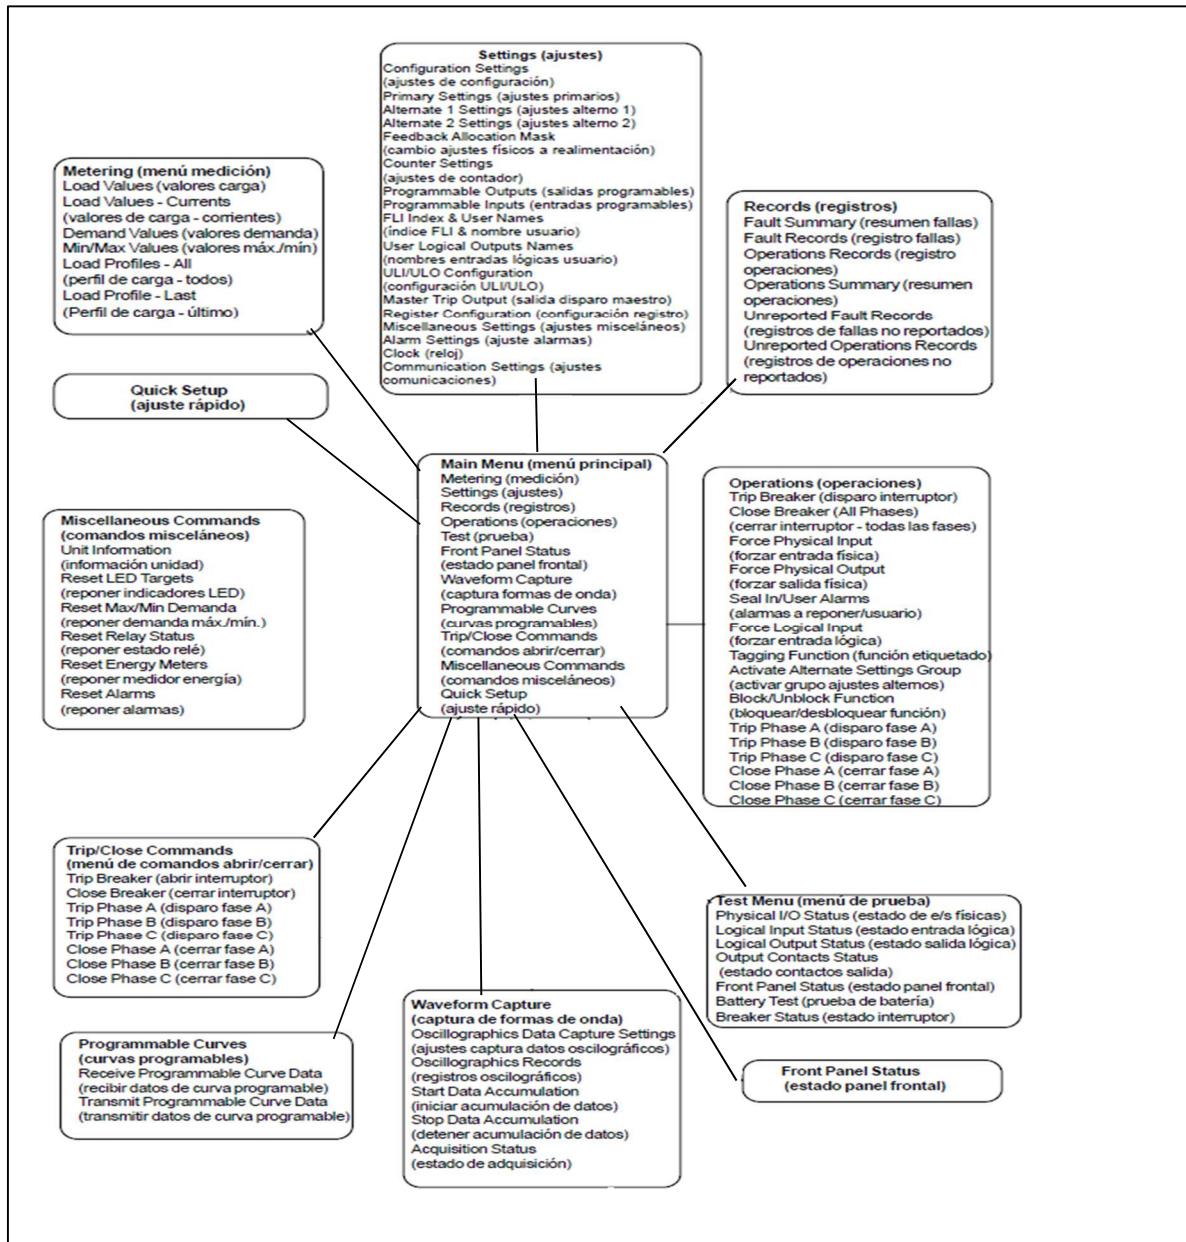 Settings (ajustes)
Configuration Settings
(ajustes de configuración)
Primary Settings (ajustes primarios)
Alternate 1 Settings (ajustes alterno 1)
Alternate 2 Settings (ajustes alterno 2)
Feedback Allocation Mask
(cambio ajustes físicos a realimentación)
Counter Settings
(ajustes de contador)
Programmable Outputs (salidas programables)
Programmable Inputs (entradas programables)
FLI Index & User Names
(índice FLI & nombre usuario)
User Logical Outputs Names
(nombres entradas lógicas usuario)
ULI/ULO Configuration
(configuración ULI/ULO)
Master Trip Output (salida disparo maestro)
Register Configuration (configuración registro)
Miscellaneous Settings (ajustes misceláneos)
Alarm Settings (ajuste alarmas)
Clock (reloj)
Communication Settings (ajustes
comunicaciones)
Metering (menú medición)
Load Values (valores carga)
Load Values - Currents
(valores de carga - corrientes)
Demand Values (valores demanda)
Min/Max Values (valores máx./mín)
Load Profiles - All
(perfil de carga - todos)
Load Profile - Last
(Perfil de carga - último)
Records (registros)
Fault Summary (resumen fallas)
Fault Records (registro fallas)
Operations Records (registro
operaciones)
Operations Summary (resumen
operaciones)
Unreported Fault Records
(registros de fallas no reportados)
Unreported Operations Records
(registros de operaciones no
reportados)
Quick Setup
(ajuste rápido)
Main Menu (menú principal)
Metering (medición)
Settings (ajustes)
Records (registros)
Operations (operaciones)
Test (prueba)
Front Panel Status
(estado panel frontal)
Waveform Capture
(captura formas de onda)
Programmable Curves
(curvas programables)
Trip/Close Commands
(comandos abrir/cerrar)
Miscellaneous Commands
(comandos misceláneos)
Quick Setup
(ajuste rápido)
Operations (operaciones)
Trip Breaker (disparo interruptor)
Close Breaker (All Phases)
(cerrar interruptor - todas las fases)
Force Physical Input
(forzar entrada física)
Force Physical Output
(forzar salida física)
Seal In/User Alarms
(alarmas a reponer/usuario)
Force Logical Input
(forzar entrada lógica)
Tagging Function (función etiquetado)
Activate Alternate Settings Group
(activar grupo ajustes alternos)
Block/Unblock Function
(bloquear/desbloquear función)
Trip Phase A (disparo fase A)
Trip Phase B (disparo fase B)
Trip Phase C (disparo fase C)
Close Phase A (cerrar fase A)
Close Phase B (cerrar fase B)
Close Phase C (cerrar fase C)
Miscellaneous Commands
(comandos misceláneos)
Unit Information
(información unidad)
Reset LED Targets
(reponer indicadores LED)
Reset Max/Min Demanda
(reponer demanda máx./mín.)
Reset Relay Status
(reponer estado relé)
Reset Energy Meters
(reponer medidor energía)
Reset Alarms
(reponer alarmas)
Trip/Close Commands
(menú de comandos abrir/cerrar)
Trip Breaker (abrir interruptor)
Close Breaker (cerrar interruptor)
Trip Phase A (disparo fase A)
Trip Phase B (disparo fase B)
Trip Phase C (disparo fase C)
Close Phase A (cerrar fase A)
Close Phase B (cerrar fase B)
Close Phase C (cerrar fase C)
Test Menu (menú de prueba)
Physical I/O Status (estado de e/s físicas)
Logical Input Status (estado entrada lógica)
Logical Output Status (estado salida lógica)
Output Contacts Status
(estado contactos salida)
Front Panel Status (estado panel frontal)
Battery Test (prueba de batería)
Breaker Status (estado interruptor)
Programmable Curves
(curvas programables)
Receive Programmable Curve Data
(recibir datos de curva programable)
Transmit Programmable Curve Data
(transmitir datos de curva programable)
Waveform Capture
(captura de formas de onda)
Oscillographics Data Capture Settings
(ajustes captura datos oscilográficos)
Oscillographics Records
(registros oscilográficos)
Start Data Accumulation
(iniciar acumulación de datos)
Stop Data Accumulation
(detener acumulación de datos)
Acquisition Status
(estado de adquisición)
Front Panel Status
(estado panel frontal)